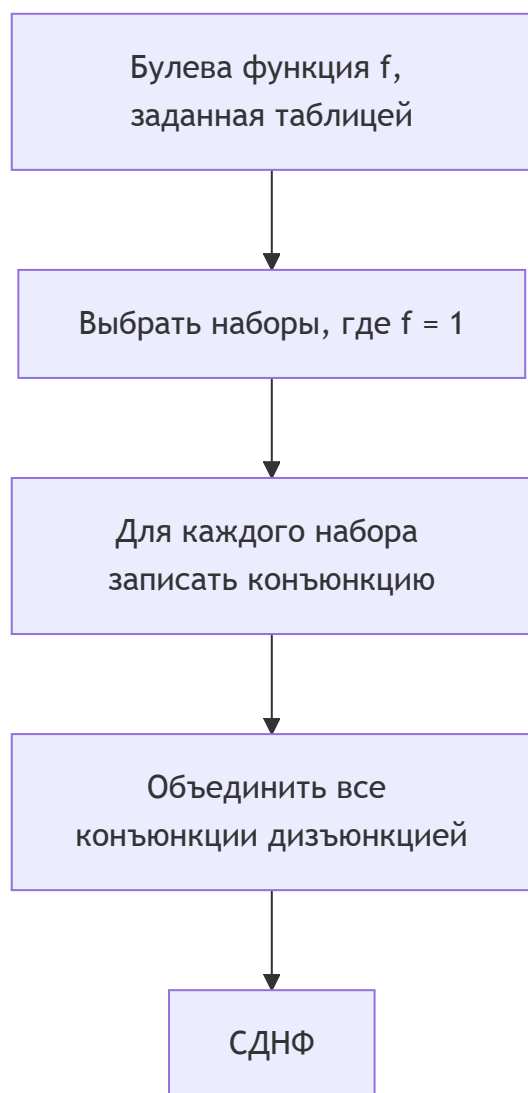 Булева функция f,
заданная таблицей
Выбрать наборы, где f = 1
Для каждого набора
записать конъюнкцию
Объединить все
конъюнкции дизъюнкцией
СДНФ